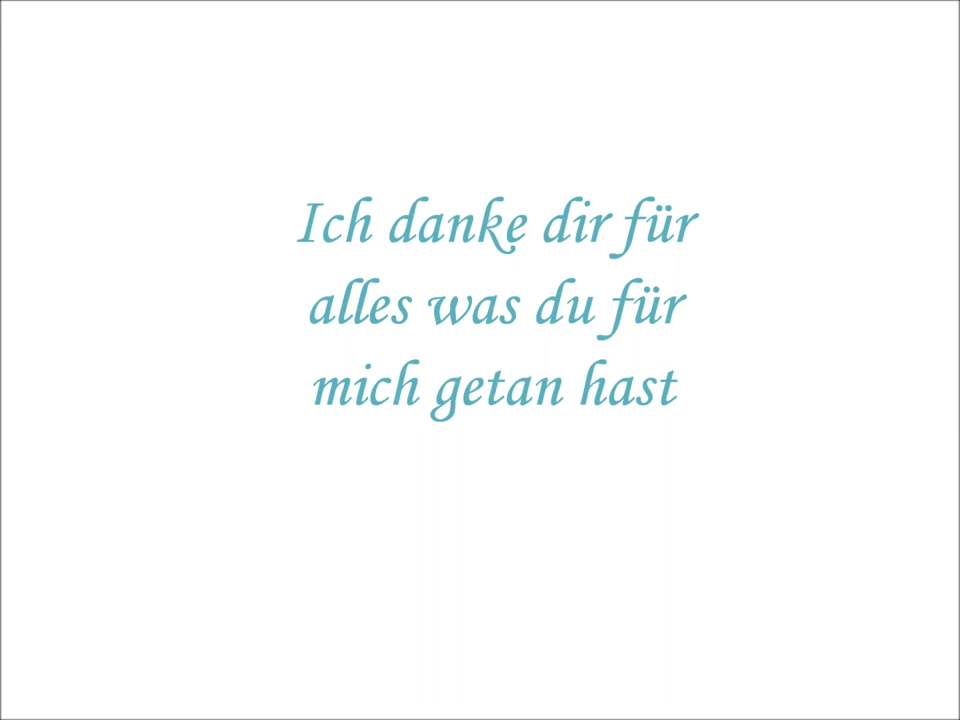 Ich danke dir für
alles was du für
mich getan hast